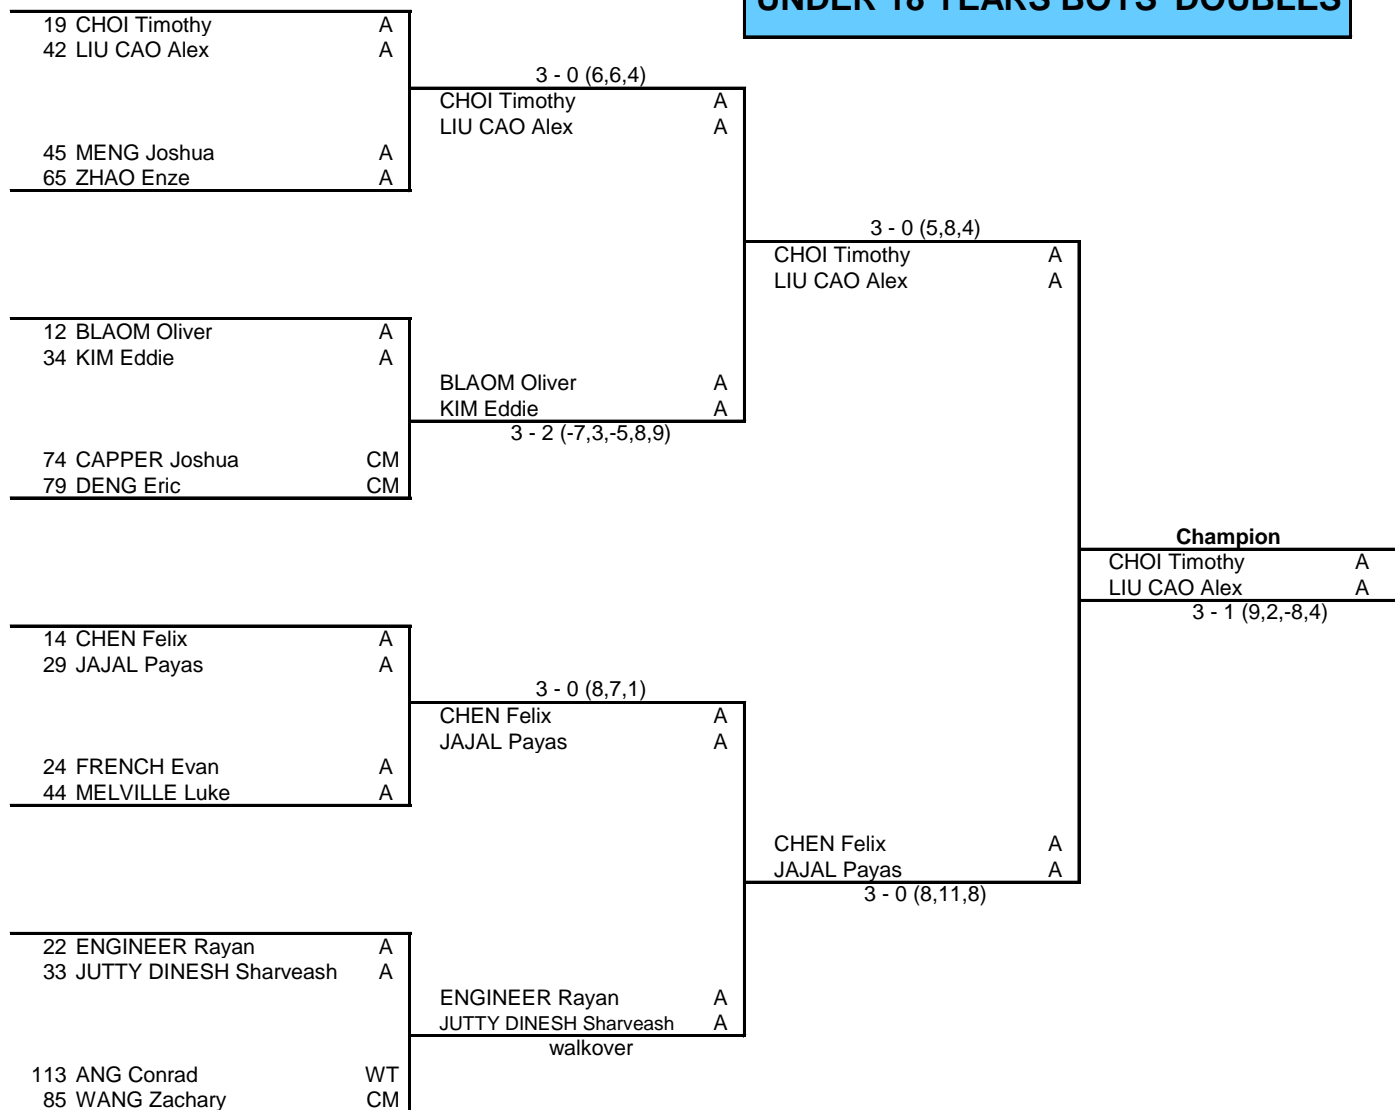 UNDER 18 YEARS BOYS' DOUBLES
19 CHOI Timothy A
42 LIU CAO Alex A
3 - 0 (6,6,4)
CHOI Timothy A
LIU CAO Alex A
45 MENG Joshua A
65 ZHAO Enze A
3 - 0 (5,8,4)
CHOI Timothy A
LIU CAO Alex A
12 BLAOM Oliver A
34 KIM Eddie A
BLAOM Oliver A
KIM Eddie A
3 - 2 (-7,3,-5,8,9)
74 CAPPER Joshua CM
79 DENG Eric CM
Champion
CHOI Timothy A
LIU CAO Alex A
3 - 1 (9,2,-8,4)
14 CHEN Felix A
29 JAJAL Payas A
3 - 0 (8,7,1)
CHEN Felix A
JAJAL Payas A
24 FRENCH Evan A
44 MELVILLE Luke A
CHEN Felix A
JAJAL Payas A
3 - 0 (8,11,8)
22 ENGINEER Rayan A
33 JUTTY DINESH Sharveash A
ENGINEER Rayan A
JUTTY DINESH Sharveash A
walkover
113 ANG Conrad WT
85 WANG Zachary CM